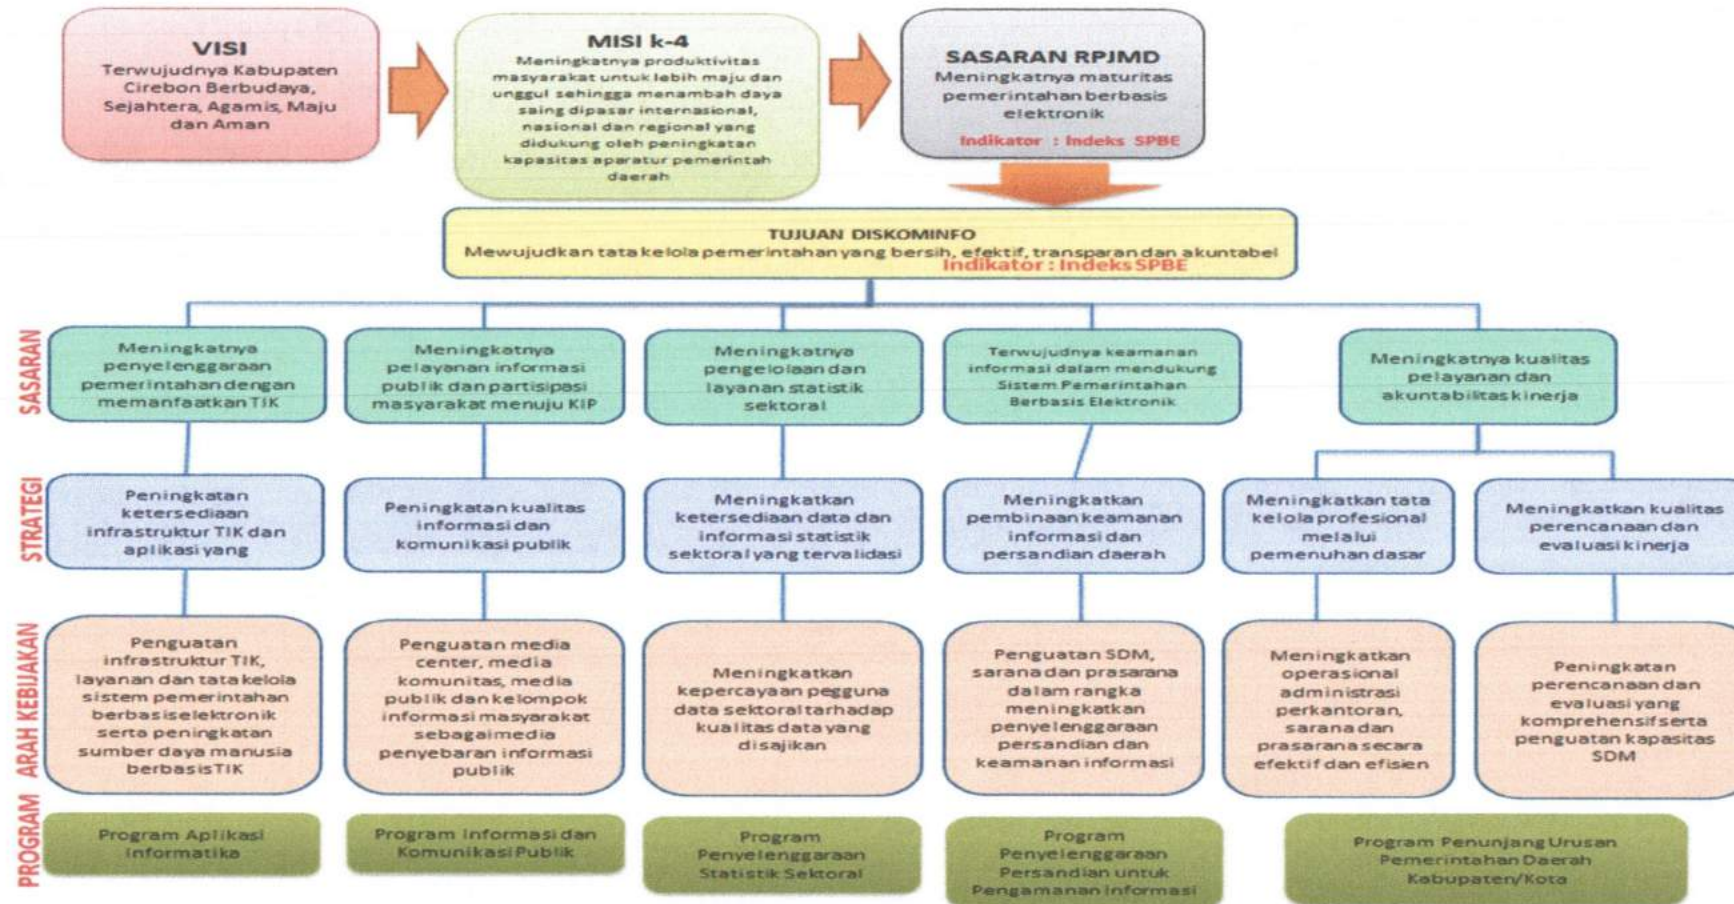 VISI
Terwujudnya Kabupaten
Cirebon Berbudaya,
Sejahtera, Agamis, Maju
dan Aman
MISI k-4
Meningkatnya produktivitas
masyarakat untuk lebih maju dan
unggul sehingga menambah daya
saing dipasar internasional,
nasional dan regional yang
didukung oleh peningkatan
kapasitas aparatur pemerintah
daerah
SASARAN RPJMD
Meningkatnya maturitas
pemerintahan berbasis
elektronik
Indikator : Indeks SPBE
TUJUAN DISKOMINFO
Mewujudkan tata kelola pemerintahan yang bersih, efektif, transparan dan akuntabel
Indikator : Indeks SPBE
SASARAN
Meningkatnya
penyelenggaraan
pemerintahan dengan
memanfaatkan TIK
Meningkatnya
pelayanan informasi
publik dan partisipasi
masyarakat menuju KIP
Meningkatnya
pengelolaan dan
layanan statistik
sektoral
Terwujudnya keamanan
informasi dalam mendukung
Sistem Pemerintahan
Berbasis Elektronik
Meningkatnya kualitas
pelayanan dan
akuntabilitas kinerja
STRATEGI
Peningkatan
ketersediaan
infrastruktur TIK dan
aplikasi yang
Peningkatan kualitas
informasi dan
komunikasi publik
Meningkatkan
ketersediaan data dan
informasi statistik
sektoral yang tervalidasi
Meningkatkan
pembinaan keamanan
informasi dan
persandian daerah
Meningkatkan tata
kelola profesional
melalui
pemenuhan dasar
Meningkatkan kualitas
perencanaan dan
evaluasi kinerja
ARAH KEBIJAKAN
Penguatan
infrastruktur TIK,
layanan dan tata kelola
sistem pemerintahan
berbasis elektronik
serta peningkatan
sumber daya manusia
berbasis TIK
Penguatan media
center, media
komunitas, media
publik dan kelompok
informasi masyarakat
sebagai media
penyebaran informasi
publik
Meningkatkan
kepercayaan pegguna
data sektoral tarhadap
kualitas data yang
disajikan
Penguatan SDM,
sarana dan prasarana
dalam rangka
meningkatkan
penyelenggaraan
persandian dan
keamanan informasi
Meningkatkan
operasional
administrasi
perkantoran,
sarana dan
prasarana secara
efektif dan efisien
Peningkatan
perencanaan dan
evaluasi yang
komprehensif serta
penguatan kapasitas
SDM
PROGRAM
Program Aplikasi
Informatika
Program Informasi dan
Komunikasi Publik
Program
Penyelenggaraan
Statistik Sektoral
Program
Penyelenggaraan
Persandian untuk
Pengamanan Informasi
Program Penunjang Urusan
Pemerintahan Daerah
Kabupaten/Kota